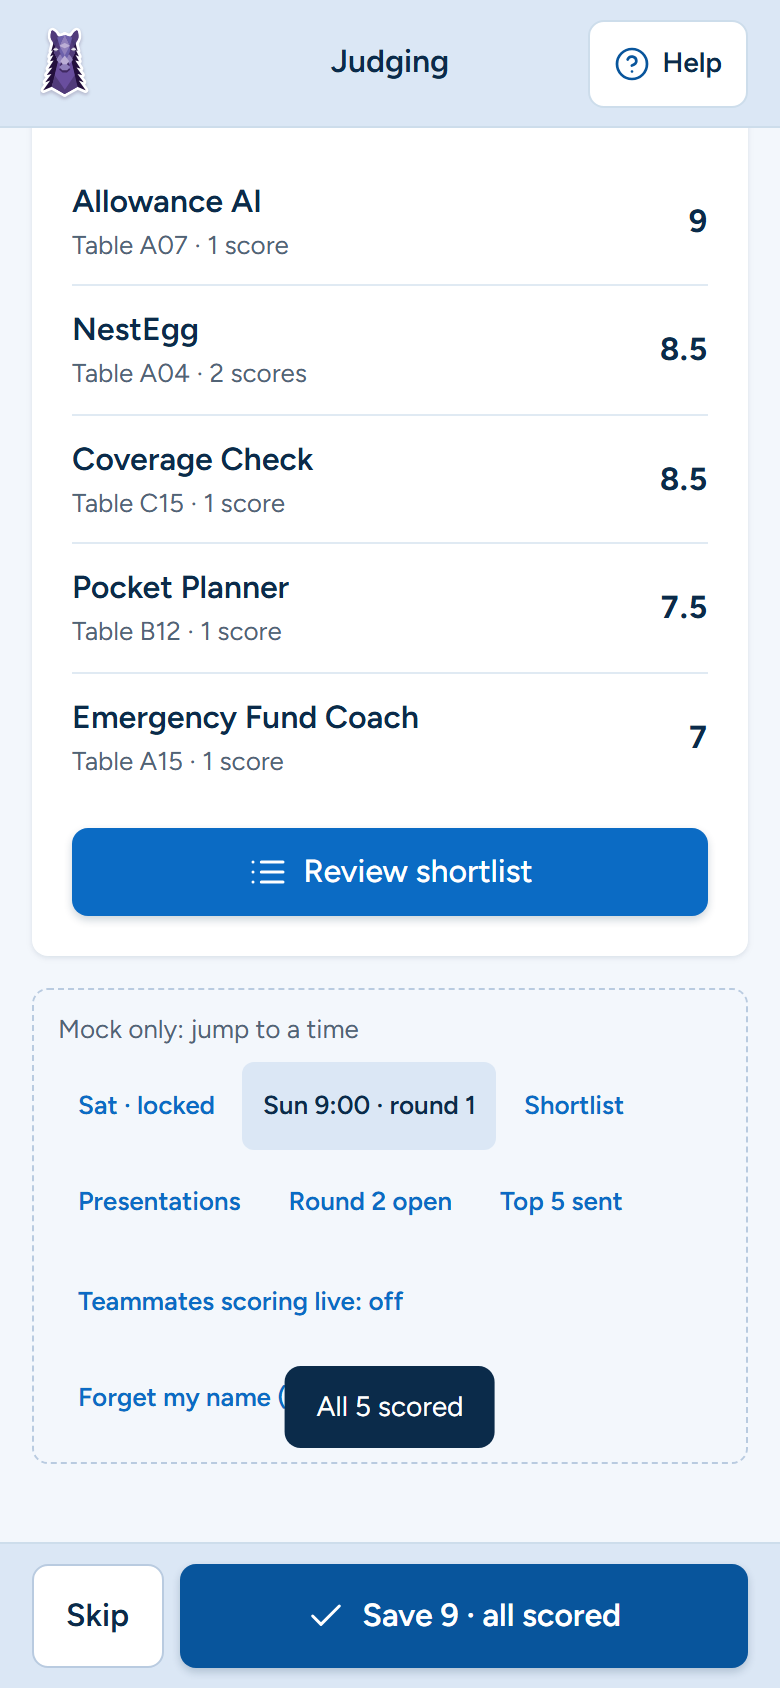 Judging
Help
Allowance AI
Table A07 · 1 score
9
NestEgg
Table A04 · 2 scores
8.5
Coverage Check
Table C15 · 1 score
8.5
Pocket Planner
Table B12 · 1 score
7.5
Emergency Fund Coach
Table A15 · 1 score
7
Review shortlist
Mock only: jump to a time
Sat · locked
Sun 9:00 · round 1
Shortlist
Presentations
Round 2 open
Top 5 sent
Teammates scoring live: off
Forget my name (
All 5 scored
Skip
Save 9 · all scored